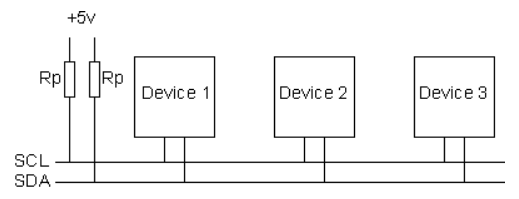 +5v
Rp Rp
Device 1 Device 2 Device 3
SCL
SDA